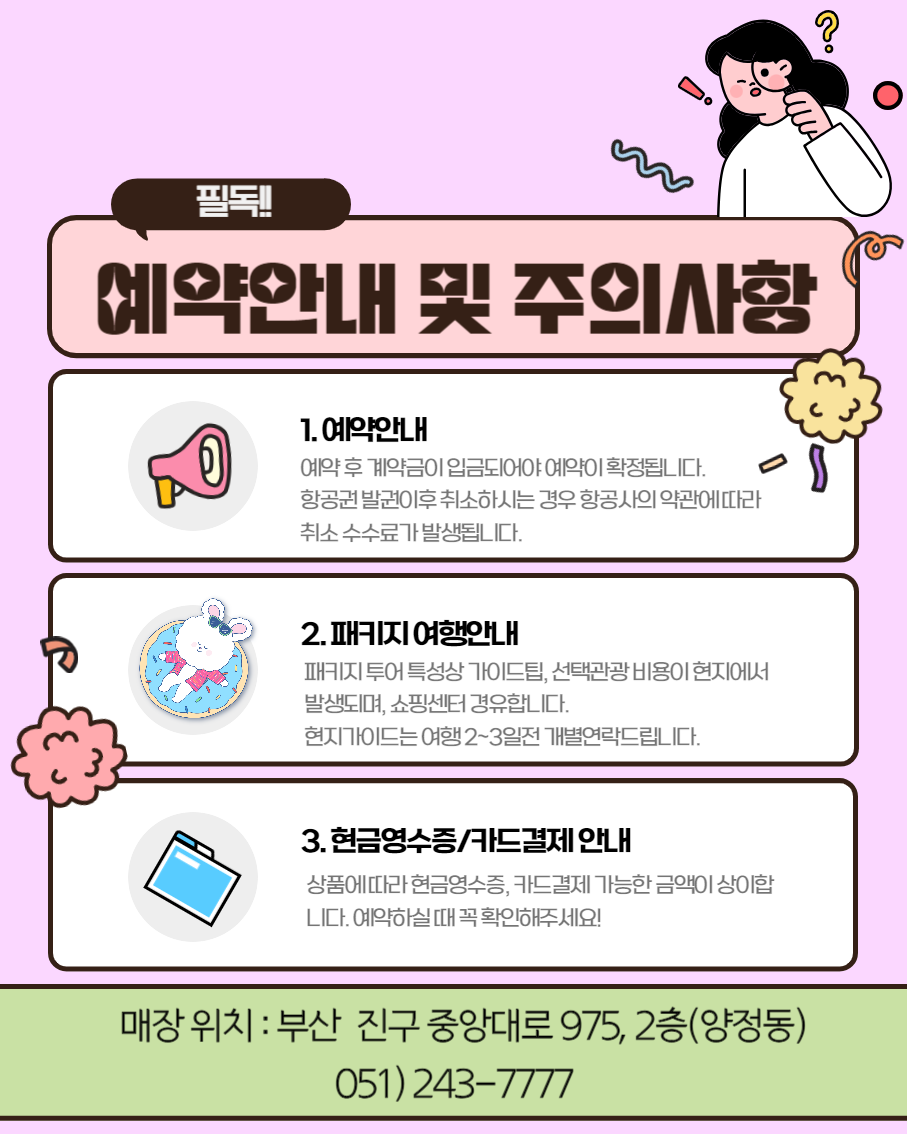 필독!!
예약안내 및 주의사항
1. 예약안내
예약 후 계약금이 입금되어야 예약이 확정됩니다.
항공권 발권이후 취소하시는 경우 항공사의 약관에 따라
취소 수수료가 발생됩니다.
2. 패키지 여행안내
패키지 투어 특성상 가이드팁, 선택관광 비용이 현지에서
발생되며, 쇼핑센터 경유합니다.
현지가이드는 여행 2~3일전 개별연락드립니다.
3. 현금영수증/카드결제 안내
상품에 따라 현금영수증, 카드결제 가능한 금액이 상이합
니다. 예약하실 때 꼭 확인해주세요!
매장 위치 : 부산 진구 중앙대로 975, 2층(양정동)
051) 243-7777